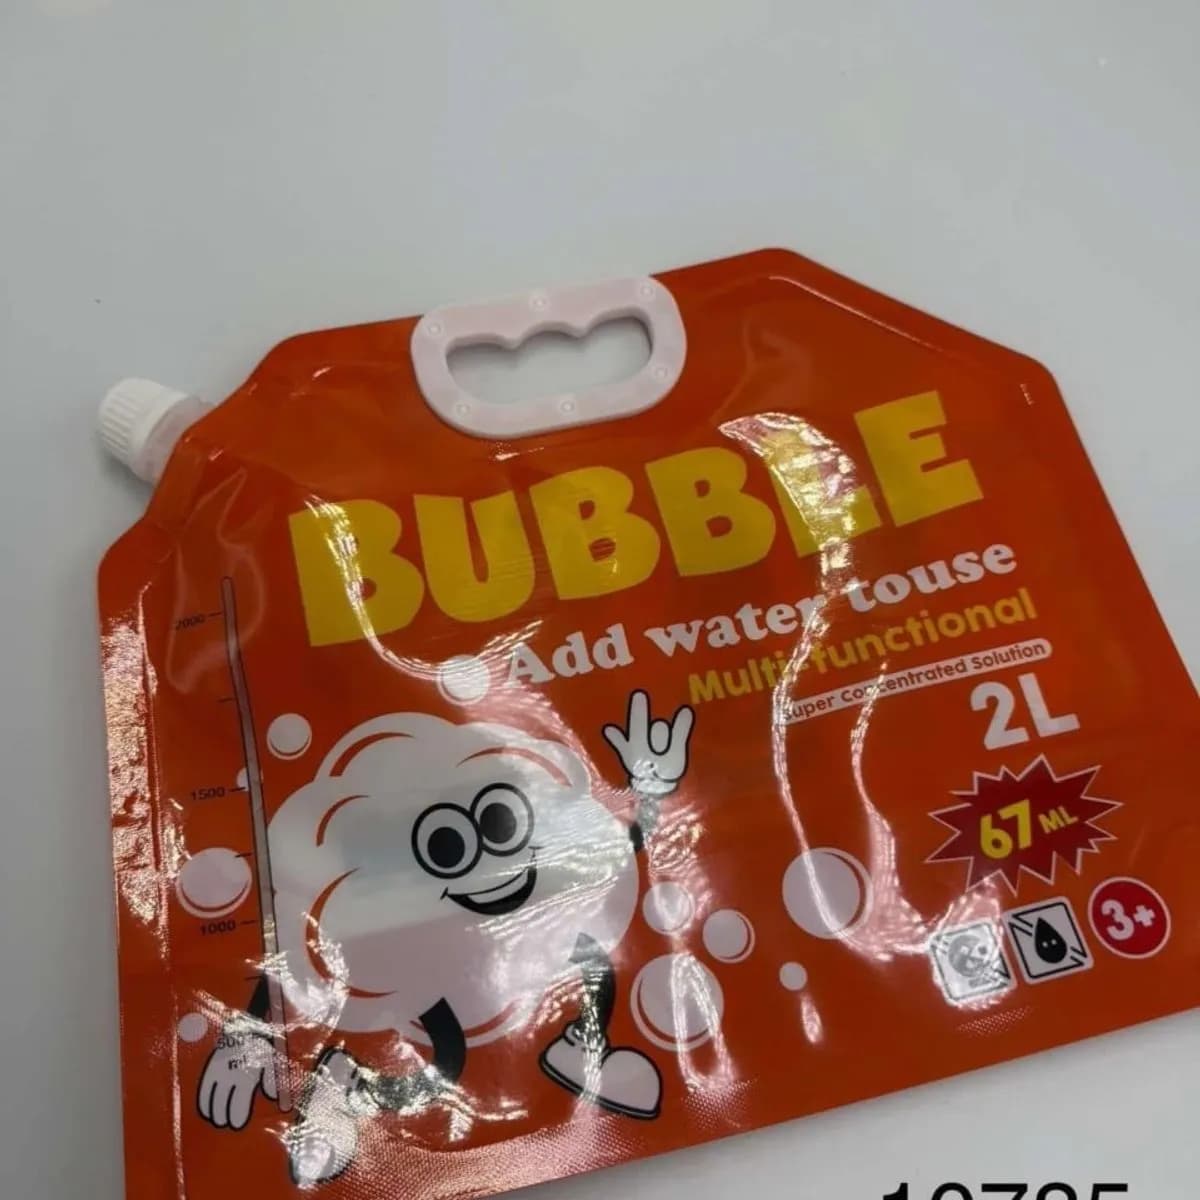 BUBBLE
Add water touse
Multi-functional
Super Concentrated Solution
2L
67 ML
3+
2000
1500
1000
500
ml